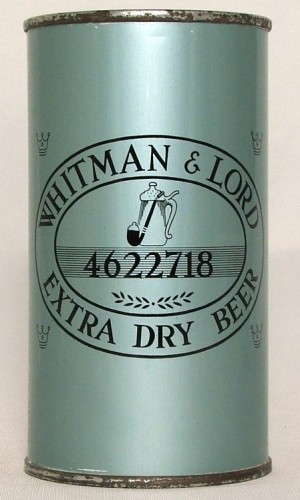 WHITMAN & LORD
4622718
EXTRA DRY BEER